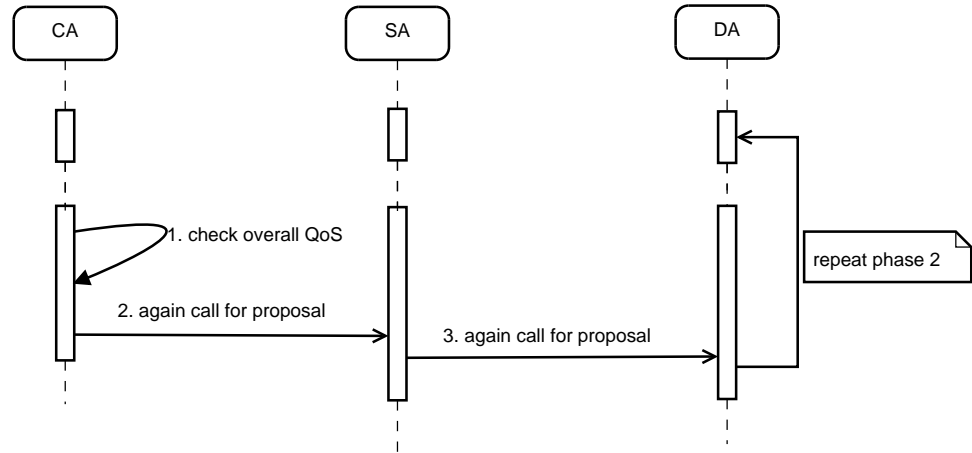 CA
SA
DA
1. check overall QoS
repeat phase 2
2. again call for proposal
3. again call for proposal